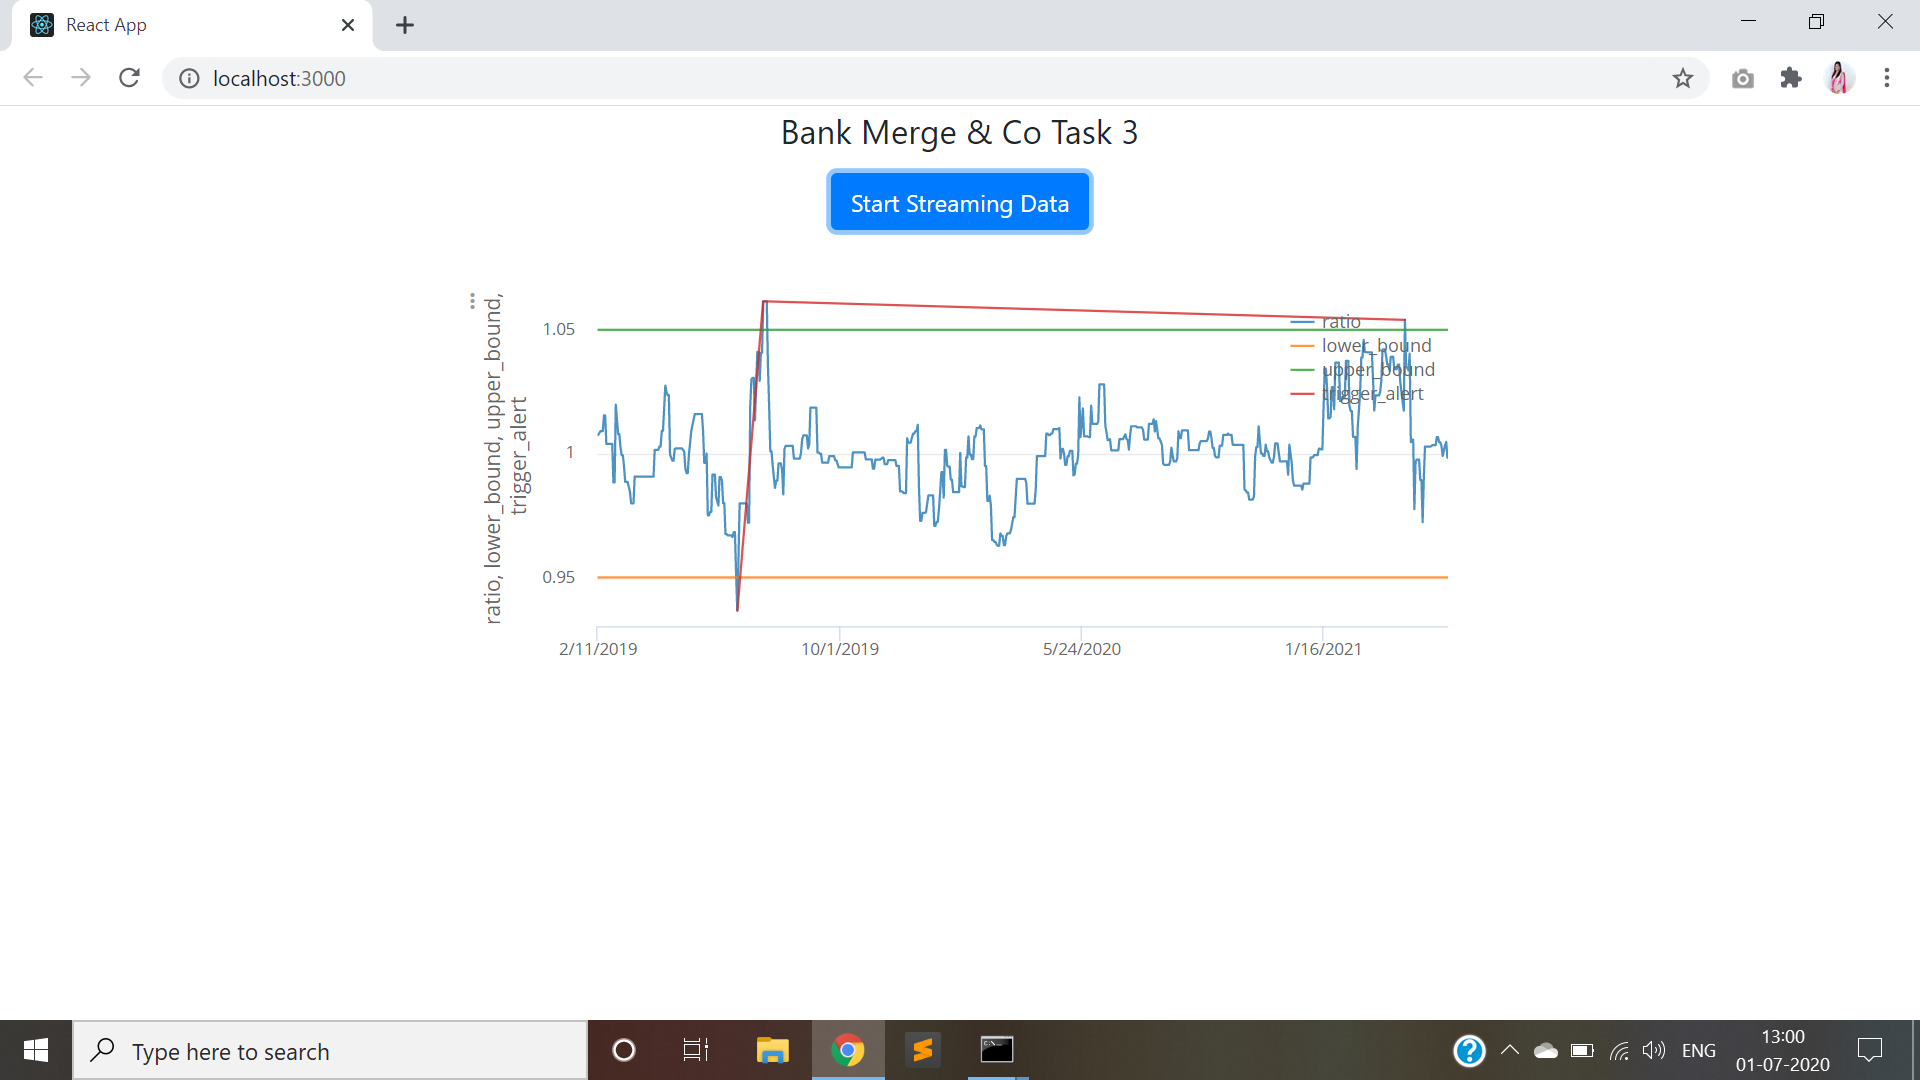 React App
localhost:3000
Bank Merge & Co Task 3
Start Streaming Data
ratio, lower_bound, upper_bound,
trigger_alert
1.05
1
0.95
ratio
lower_bound
upper_bound
trigger_alert
2/11/2019 10/1/2019 5/24/2020 1/16/2021
Type here to search
ENG
13:00
01-07-2020